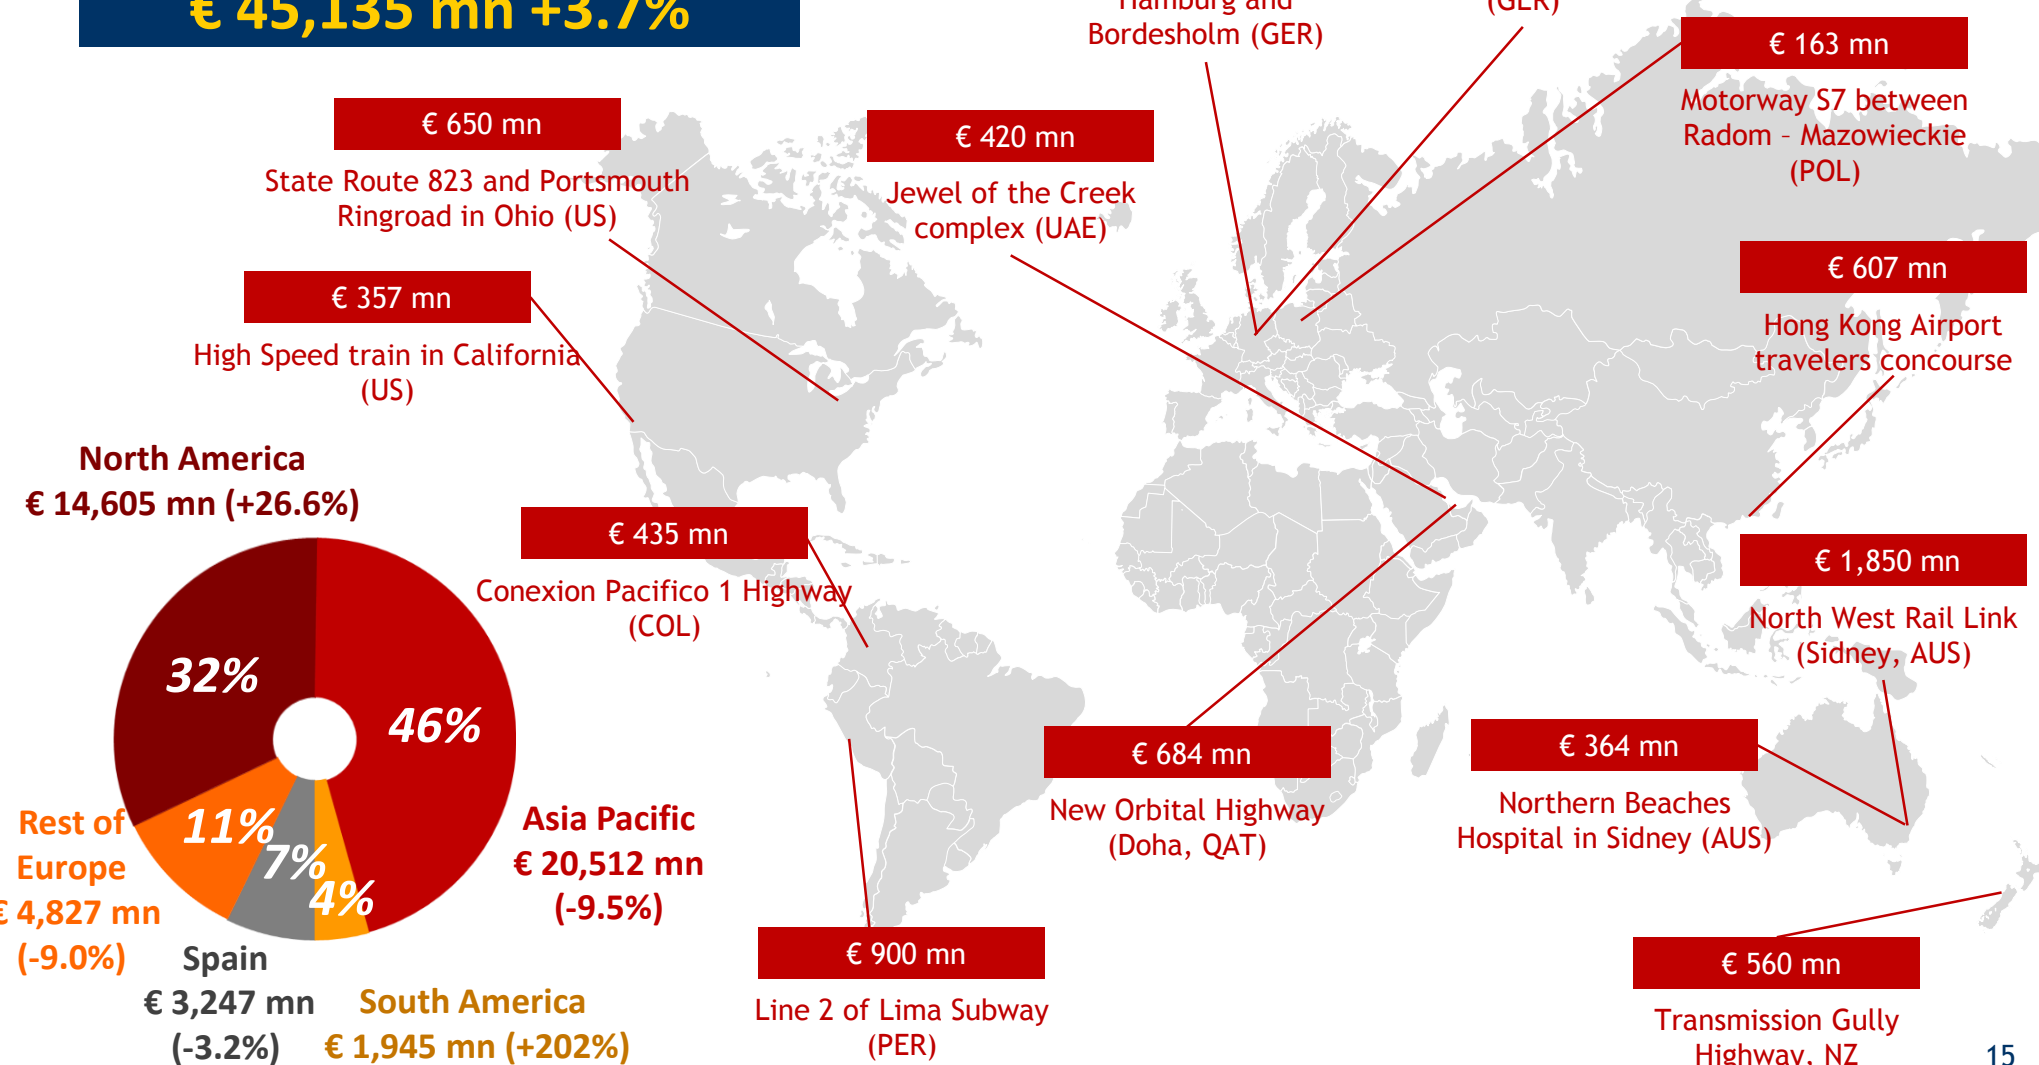 € 45,135 mn +3.7%
Hamburg and
Bordesholm (GER)
(GER)
€ 163 mn
Motorway S7 between
Radom – Mazowieckie
(POL)
€ 650 mn
State Route 823 and Portsmouth
Ringroad in Ohio (US)
€ 420 mn
Jewel of the Creek
complex (UAE)
€ 357 mn
High Speed train in California
(US)
€ 607 mn
Hong Kong Airport
travelers concourse
North America
€ 14,605 mn (+26.6%)
€ 435 mn
Conexion Pacifico 1 Highway
(COL)
€ 1,850 mn
North West Rail Link
(Sidney, AUS)
32%
46%
11%
7%
4%
€ 684 mn
New Orbital Highway
(Doha, QAT)
€ 364 mn
Northern Beaches
Hospital in Sidney (AUS)
Rest of
Europe
€ 4,827 mn
(-9.0%)
Asia Pacific
€ 20,512 mn
(-9.5%)
Spain
€ 3,247 mn
(-3.2%)
South America
€ 1,945 mn (+202%)
€ 900 mn
Line 2 of Lima Subway
(PER)
€ 560 mn
Transmission Gully
Highway, NZ
15